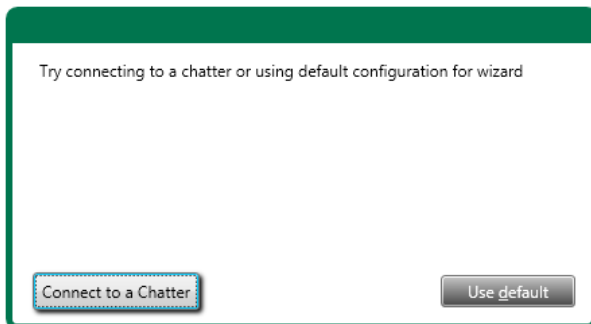 Try connecting to a chatter or using default configuration for wizard
Connect to a Chatter
Use default